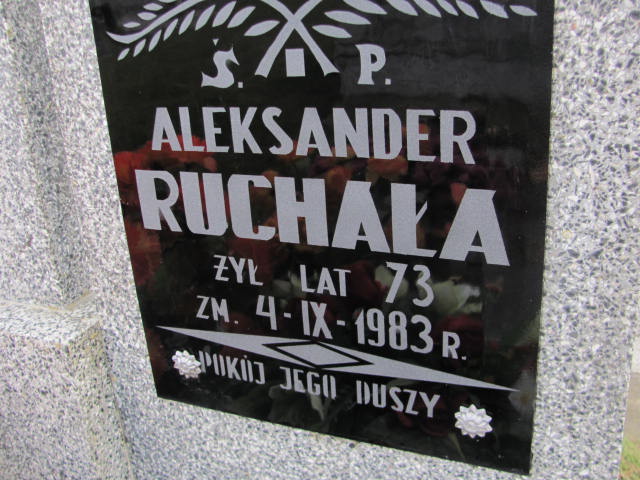 Ś. P.
ALEKSANDER
RUCHAŁA
ŻYŁ LAT 73
ZM. 4-IX-1983 R.
POKÓJ JEGO DUSZY